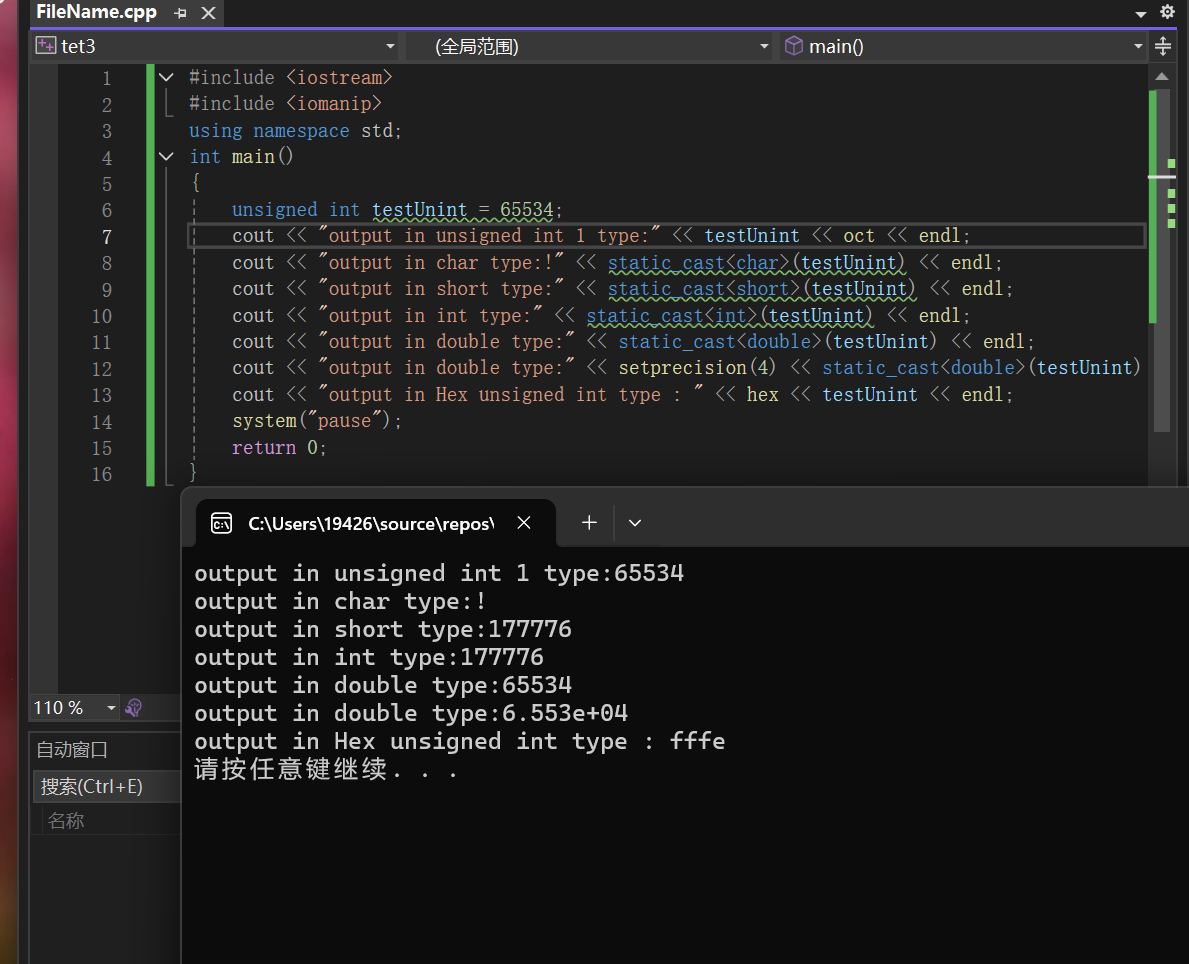 FileName.cpp
tet3 (全局范围) main()
1 #include <iostream>
2 #include <iomanip>
3 using namespace std;
4 int main()
5 {
6 unsigned int testUnint = 65534;
7 cout << "output in unsigned int 1 type:" << testUnint << oct << endl;
8 cout << "output in char type:!" << static_cast<char>(testUnint) << endl;
9 cout << "output in short type:" << static_cast<short>(testUnint) << endl;
10 cout << "output in int type:" << static_cast<int>(testUnint) << endl;
11 cout << "output in double type:" << static_cast<double>(testUnint) << endl;
12 cout << "output in double type:" << setprecision(4) << static_cast<double>(testUnint)
13 cout << "output in Hex unsigned int type : " << hex << testUnint << endl;
14 system("pause");
15 return 0;
16 }
C:\Users\19426\source\repos\
output in unsigned int 1 type:65534
output in char type:!
output in short type:177776
output in int type:177776
output in double type:65534
output in double type:6.553e+04
output in Hex unsigned int type : fffe
请按任意键继续. . .
110 %
自动窗口
搜索(Ctrl+E)
名称